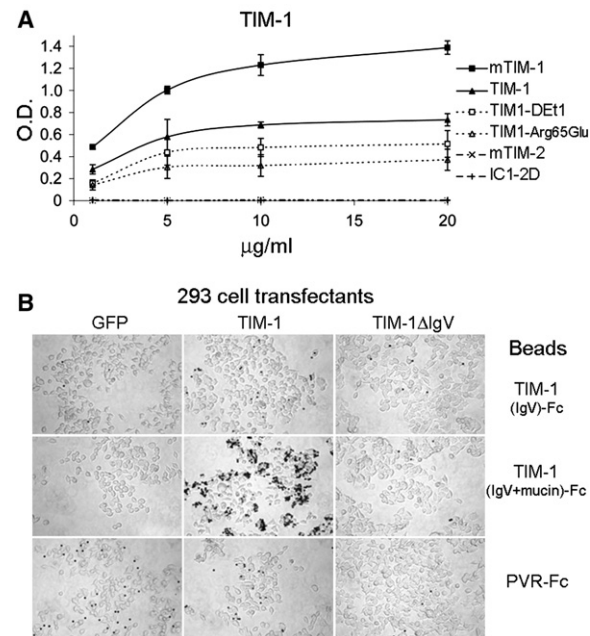 A
TIM-1
1.4
1.2
1.0
0.8
0.6
0.4
0.2
0
O.D.
0 5 10 15 20
μg/ml
mTIM-1
TIM-1
TIM1-DEt1
TIM1-Arg65Glu
mTIM-2
IC1-2D
B
293 cell transfectants
GFP TIM-1 TIM-1ΔIgV
Beads
TIM-1
(IgV)-Fc
TIM-1
(IgV+mucin)-Fc
PVR-Fc